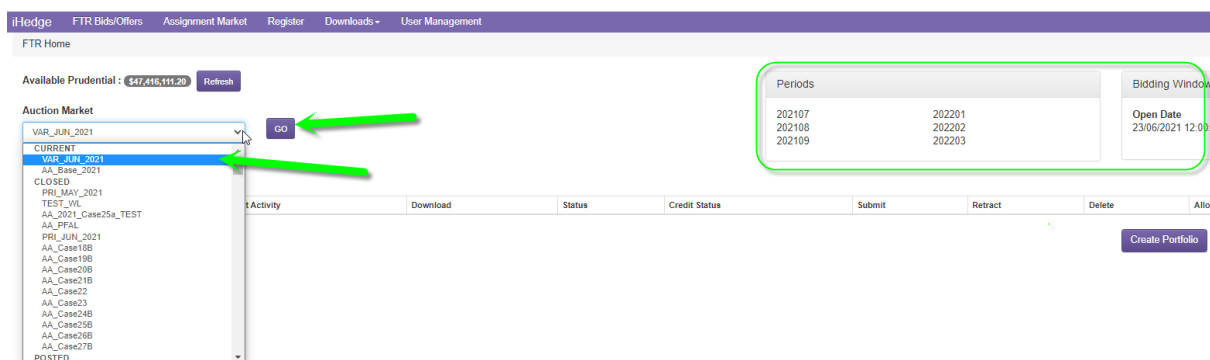 iHedge FTR Bids/Offers Assignment Market Register Downloads User Management
FTR Home
Available Prudential : $47,416,111.20 Refresh
Auction Market
VAR_JUN_2021
GO
CURRENT
VAR_JUN_2021
AA_Base_2021
CLOSED
PRI_MAY_2021
TEST_WL
AA_2021_Case25a_TEST
AA_PFAL
PRI_JUN_2021
AA_Case18B
AA_Case19B
AA_Case20B
AA_Case21B
AA_Case22
AA_Case23
AA_Case24B
AA_Case25B
AA_Case26B
AA_Case27B
POSTED
Periods
202107 202201
202108 202202
202109 202203
Bidding Window
Open Date
23/06/2021 12:00
t Activity Download Status Credit Status Submit Retract Delete Allo
Create Portfolio